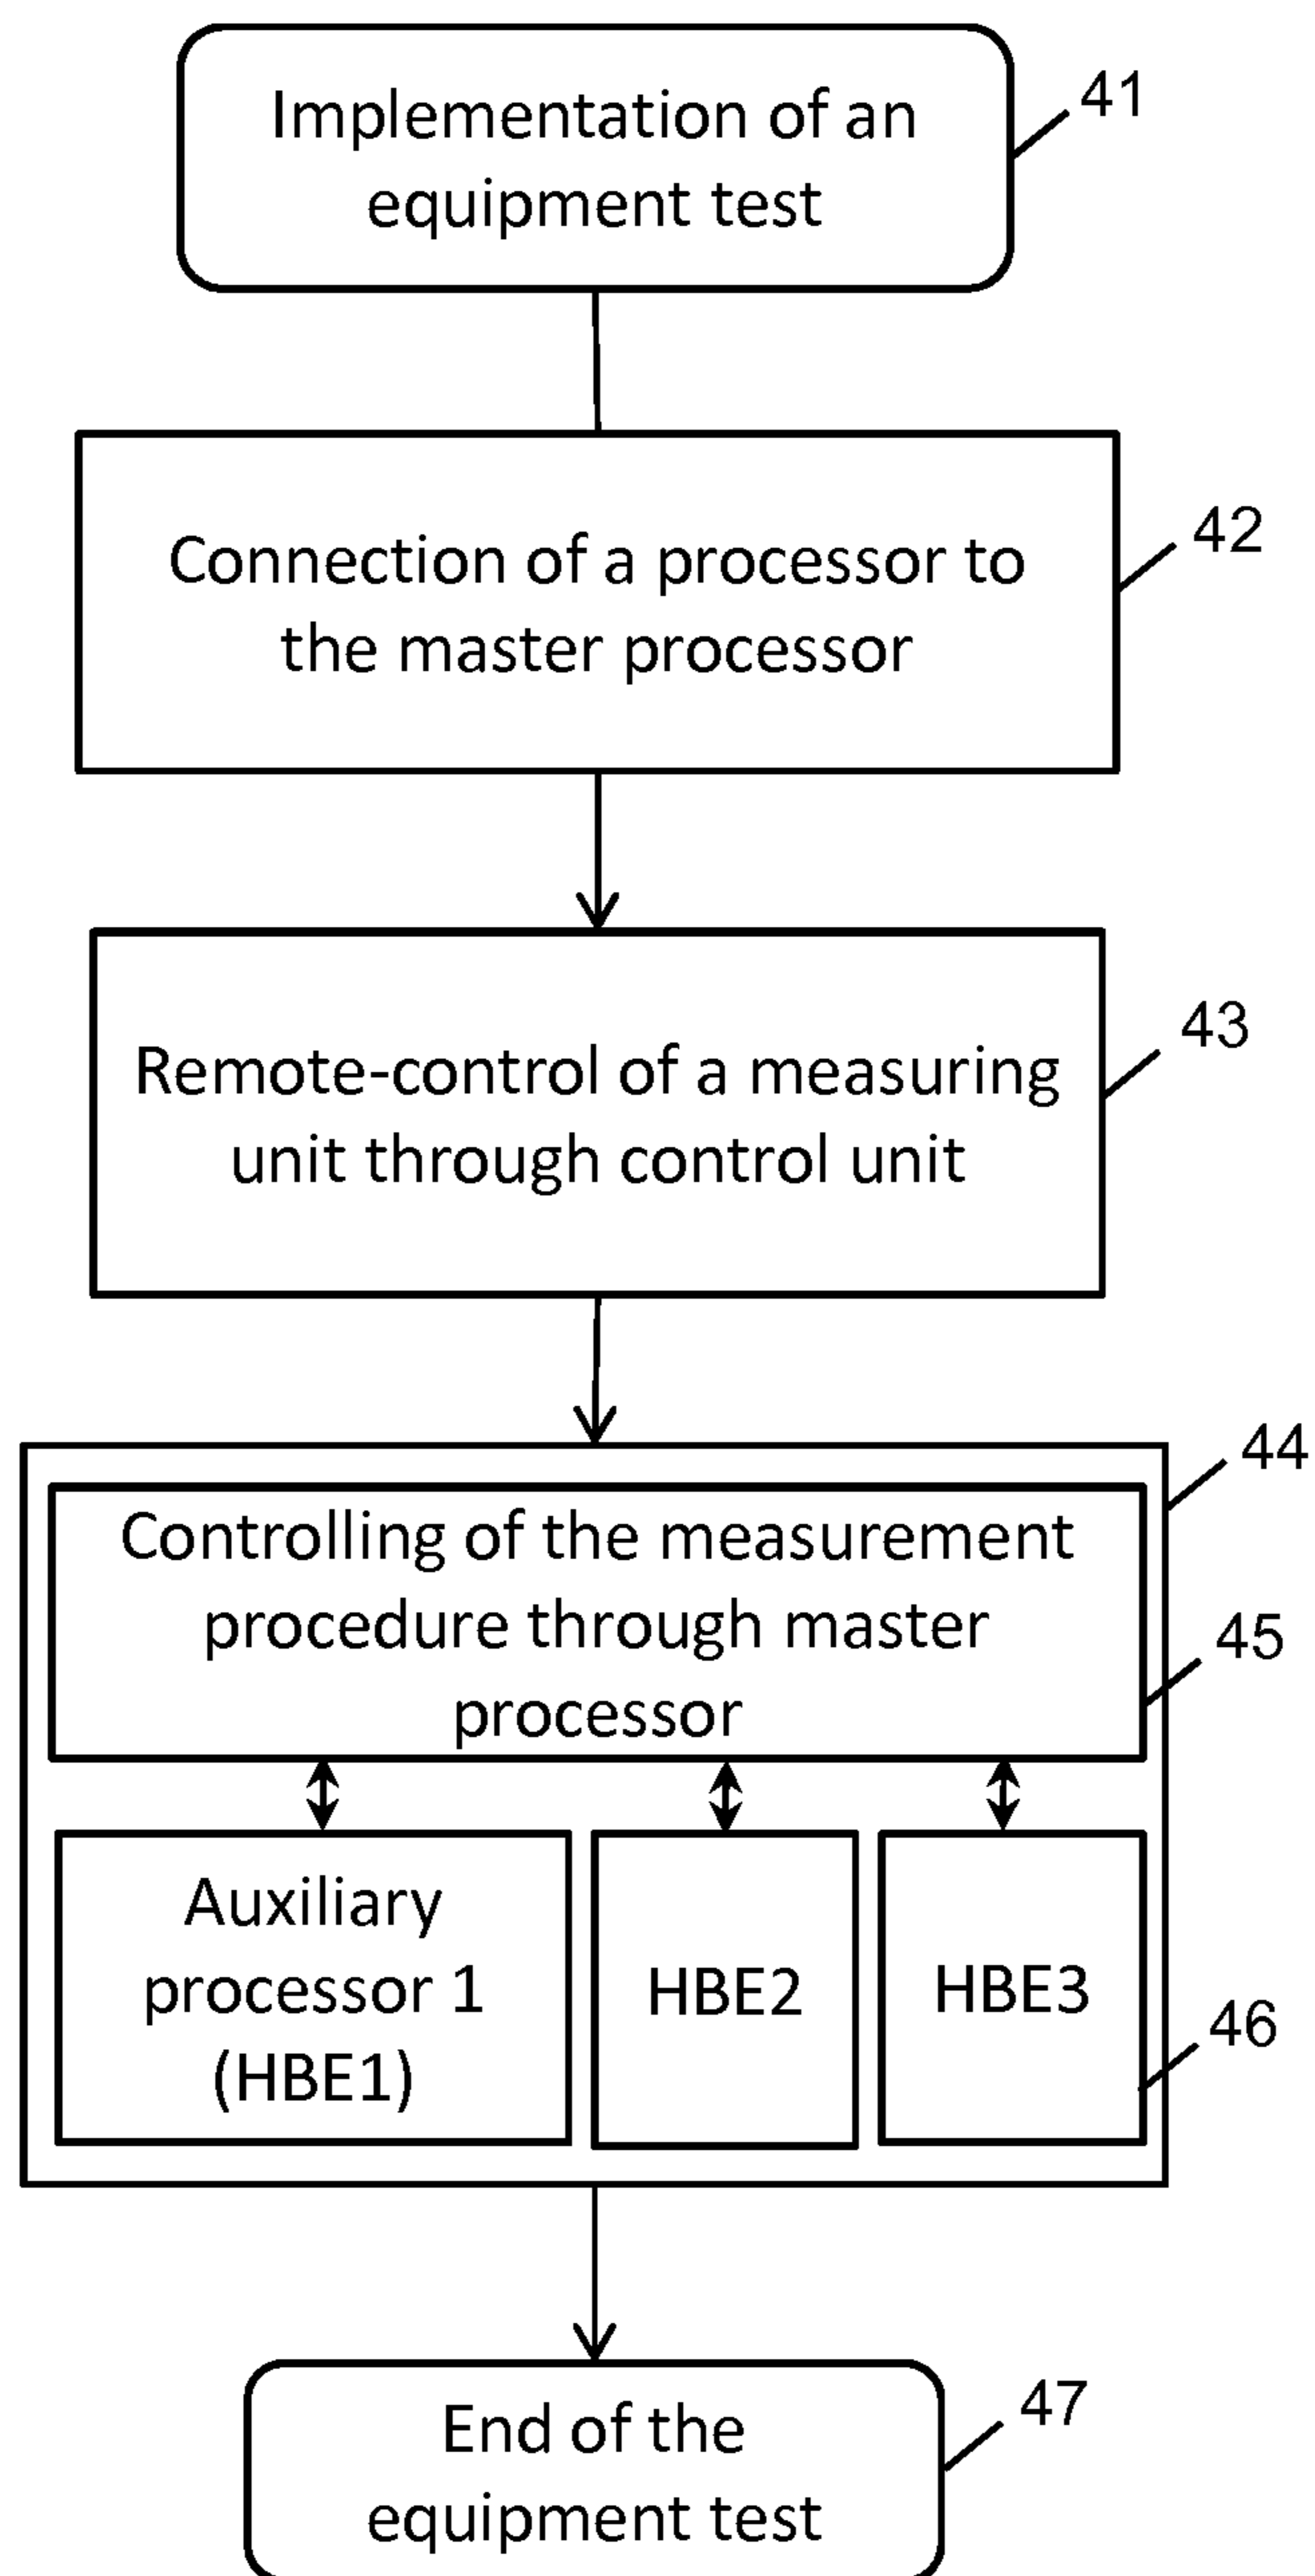 Implementation of an
equipment test
41
Connection of a processor to
the master processor
42
Remote-control of a measuring
unit through control unit
43
44
Controlling of the measurement
procedure through master
processor
45
Auxiliary
processor 1
(HBE1)
HBE2
HBE3
46
End of the
equipment test
47